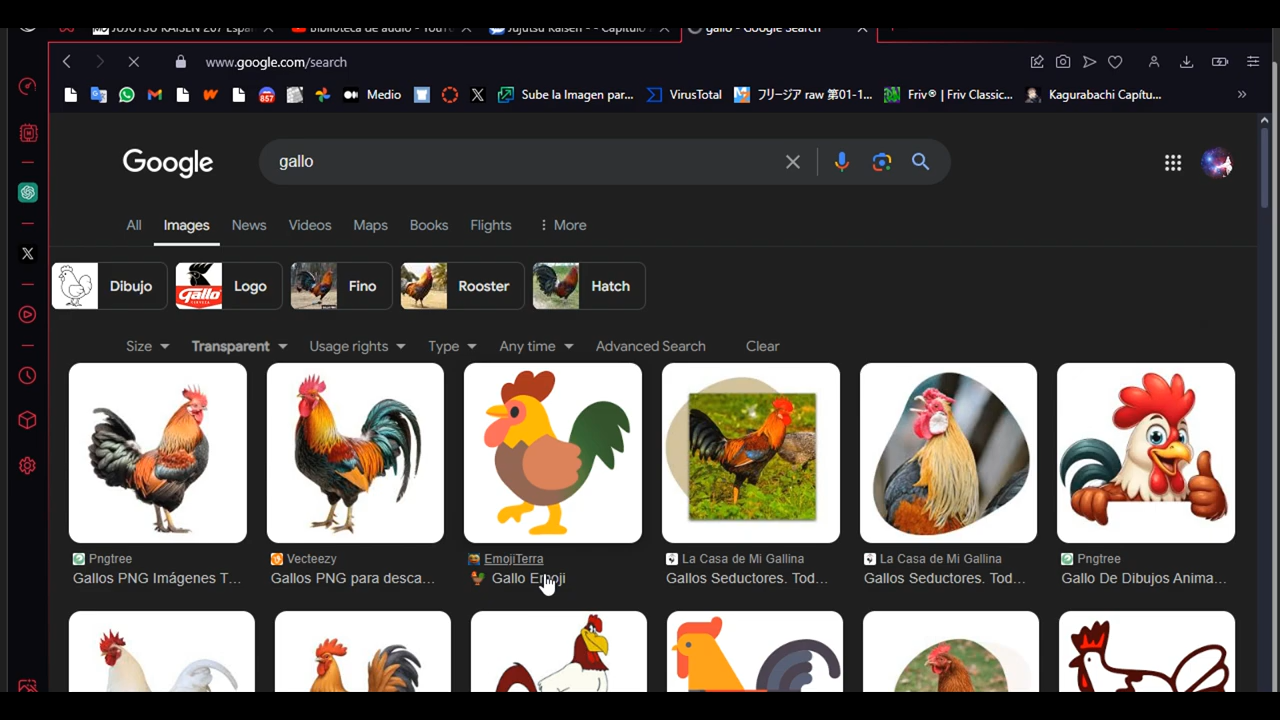 JUJUTSU KAISEN 267 Espa
Biblioteca de audio - YouT
Jujutsu Kaisen - - Capítulo
gallo - Google Search
www.google.com/search
857
Medio
X
Sube la Imagen par...
VirusTotal
フリージア raw 第01-1...
Friv® | Friv Classic...
Kagurabachi Capítu...
»
Google
gallo
All
Images
News
Videos
Maps
Books
Flights
More
Dibujo
Gallo
Logo
Fino
Rooster
Hatch
Size
Transparent
Usage rights
Type
Any time
Advanced Search
Clear
Pngtree
Gallos PNG Imágenes T...
Vecteezy
Gallos PNG para desca...
EmojiTerra
Gallo Emoji
La Casa de Mi Gallina
Gallos Seductores. Tod...
La Casa de Mi Gallina
Gallos Seductores. Tod...
Pngtree
Gallo De Dibujos Anima...